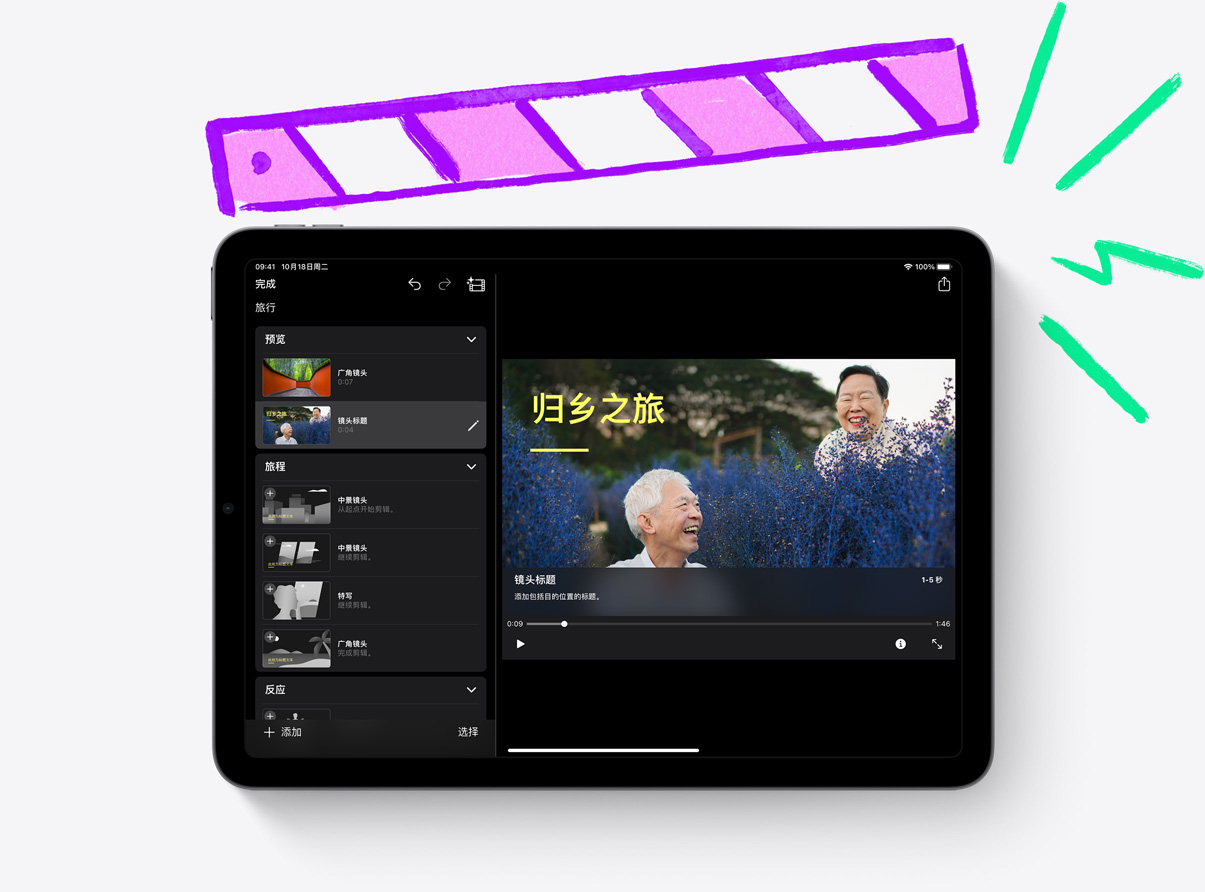 09:41 10月18日周二
100%
完成
旅行
预览
广角镜头
0:07
归乡之旅
镜头标题
0:04
旅程
中景镜头
从起点开始剪辑。
中景镜头
继续剪辑。
特写
继续剪辑。
广角镜头
完成剪辑。
反应
添加
选择
归乡之旅
镜头标题
1-5 秒
添加包括目的位置的标题。
0:09
1:46